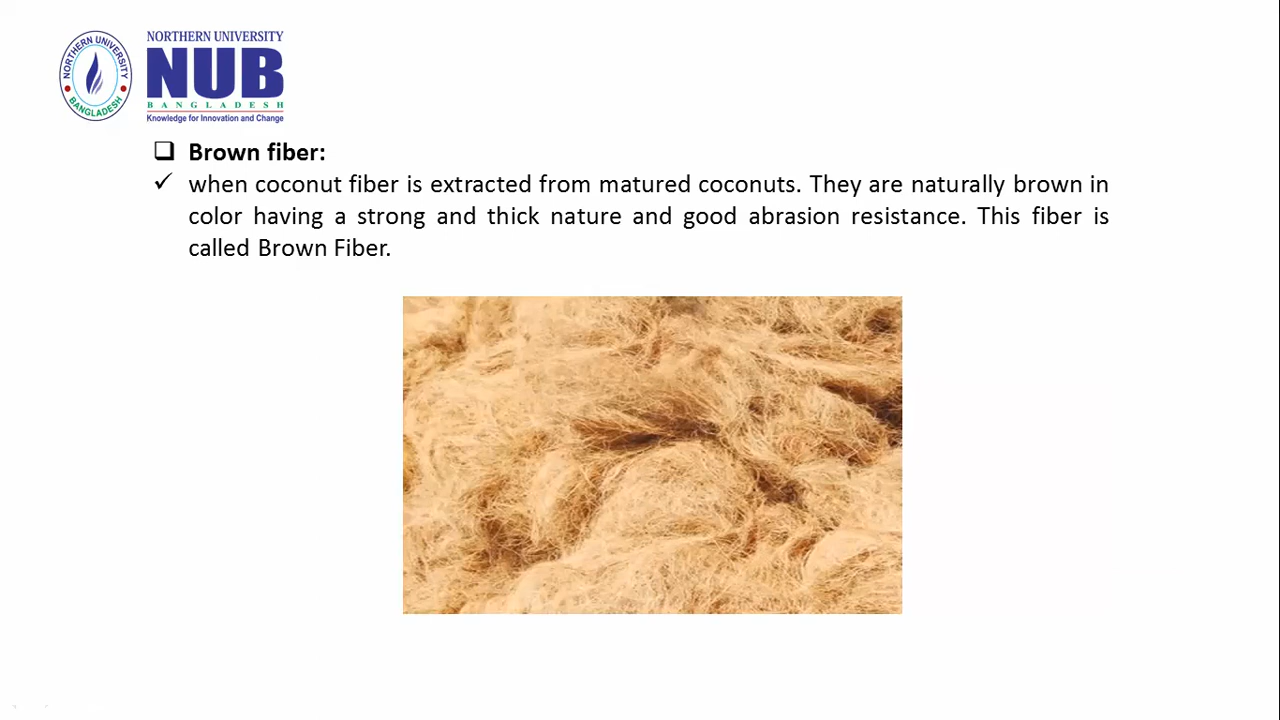 NORTHERN UNIVERSITY
BANGLADESH
NORTHERN UNIVERSITY
NUB
BANGLADESH
Knowledge for Innovation and Change
Brown fiber:
when coconut fiber is extracted from matured coconuts. They are naturally brown in
color having a strong and thick nature and good abrasion resistance. This fiber is
called Brown Fiber.